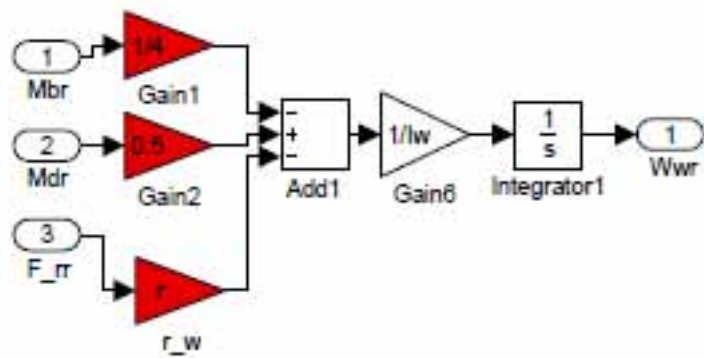 1
Mbr
1/4
Gain1
2
Mdr
0.5
Gain2
3
F_rr
r
r_w
−
+
−
Add1
1/Iw
Gain6
1
s
Integrator1
1
Wwr